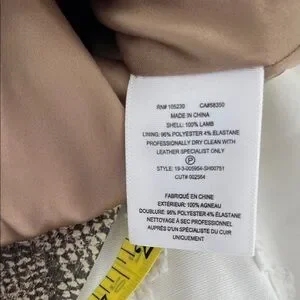 RN# 105230 CA#58350
MADE IN CHINA
SHELL: 100% LAMB
LINING: 96% POLYESTER 4% ELASTANE
PROFESSIONALLY DRY CLEAN WITH
LEATHER SPECIALIST ONLY
P
STYLE: 19-3-005954-SH00751
CUT# 002564
FABRIQUÉ EN CHINE
EXTÉRIEUR: 100% AGNEAU
DOUBLURE: 96% POLYESTER 4% ELASTANE
NETTOYAGE À SEC PROFESSIONNEL
AUPRÈS D'UN SPÉCIALISTE DU CUIR
UNIQUEMENT